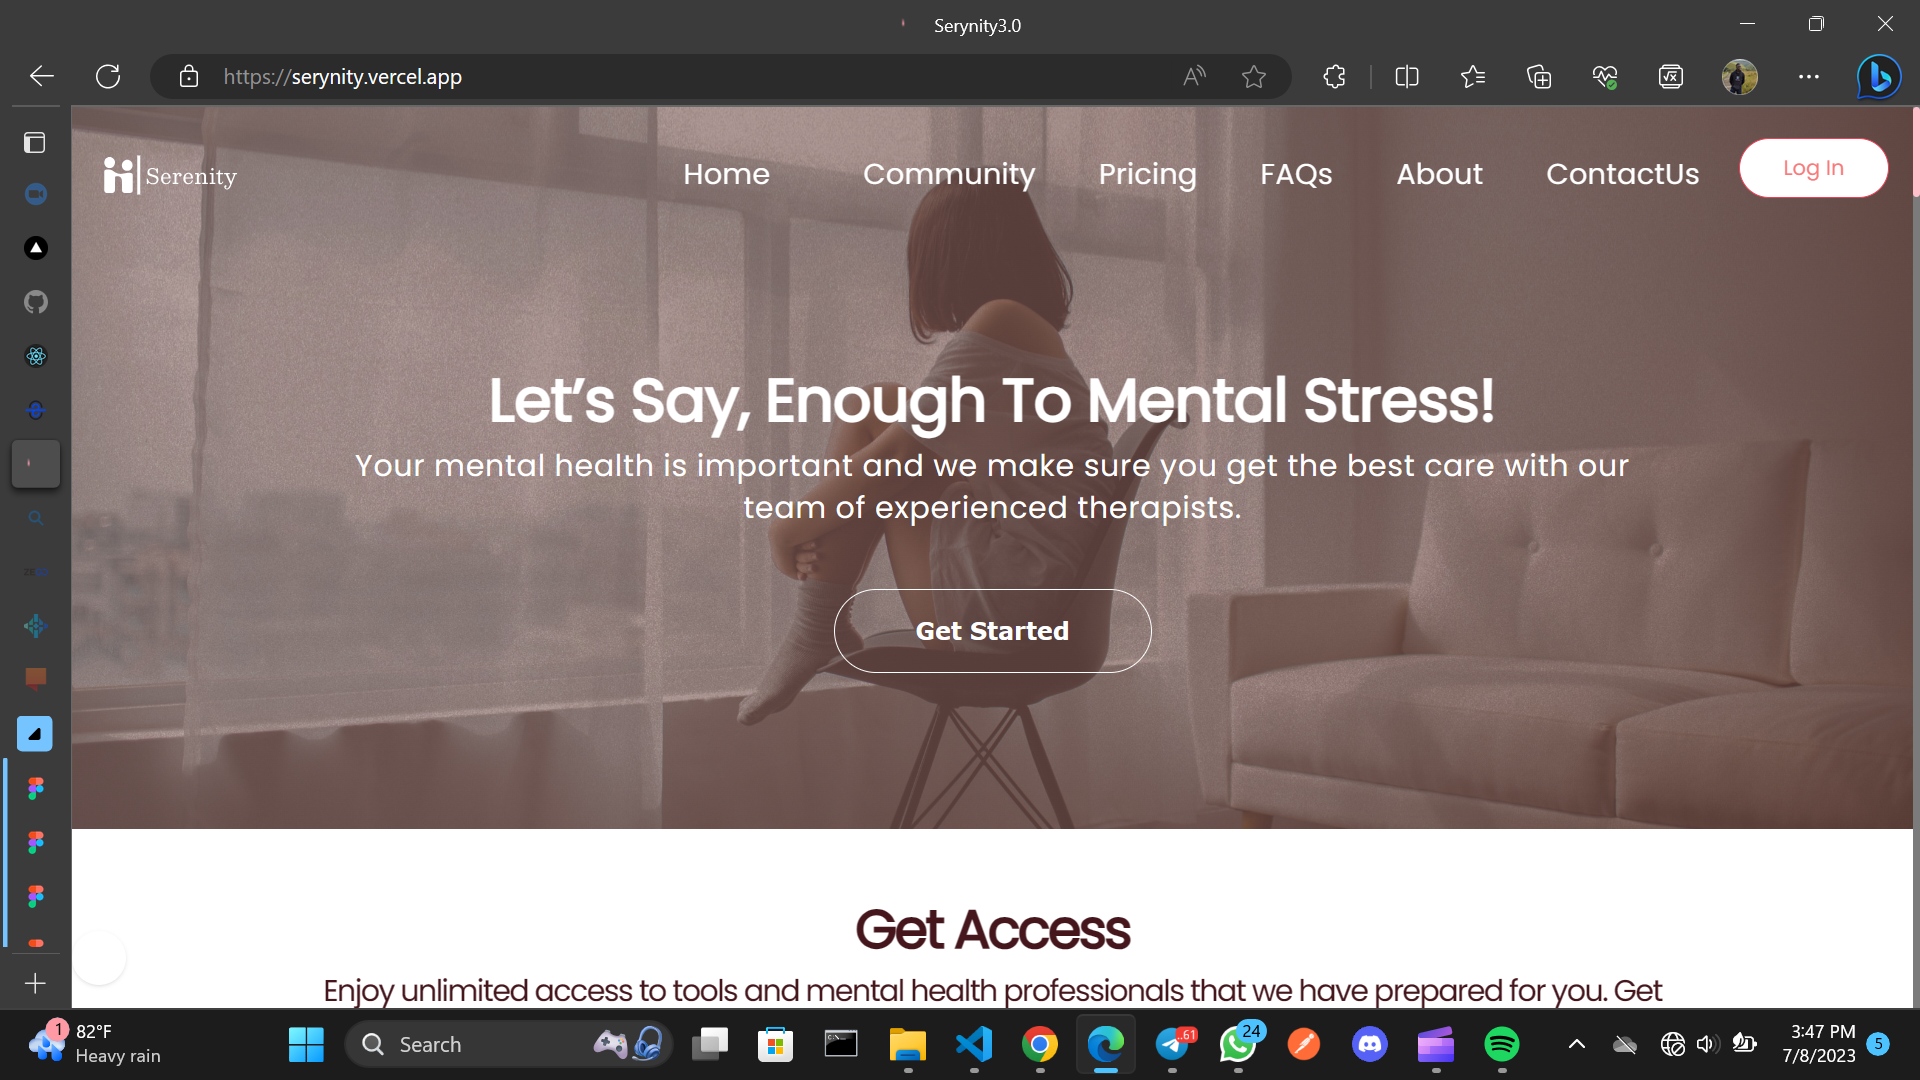 Serynity3.0
https://serynity.vercel.app
Serenity
Home
Community
Pricing
FAQs
About
ContactUs
Log In
Let’s Say, Enough To Mental Stress!
Your mental health is important and we make sure you get the best care with our
team of experienced therapists.
Get Started
Get Access
Enjoy unlimited access to tools and mental health professionals that we have prepared for you. Get
1
82°F
Heavy rain
Search
..61
24
3:47 PM
7/8/2023
5